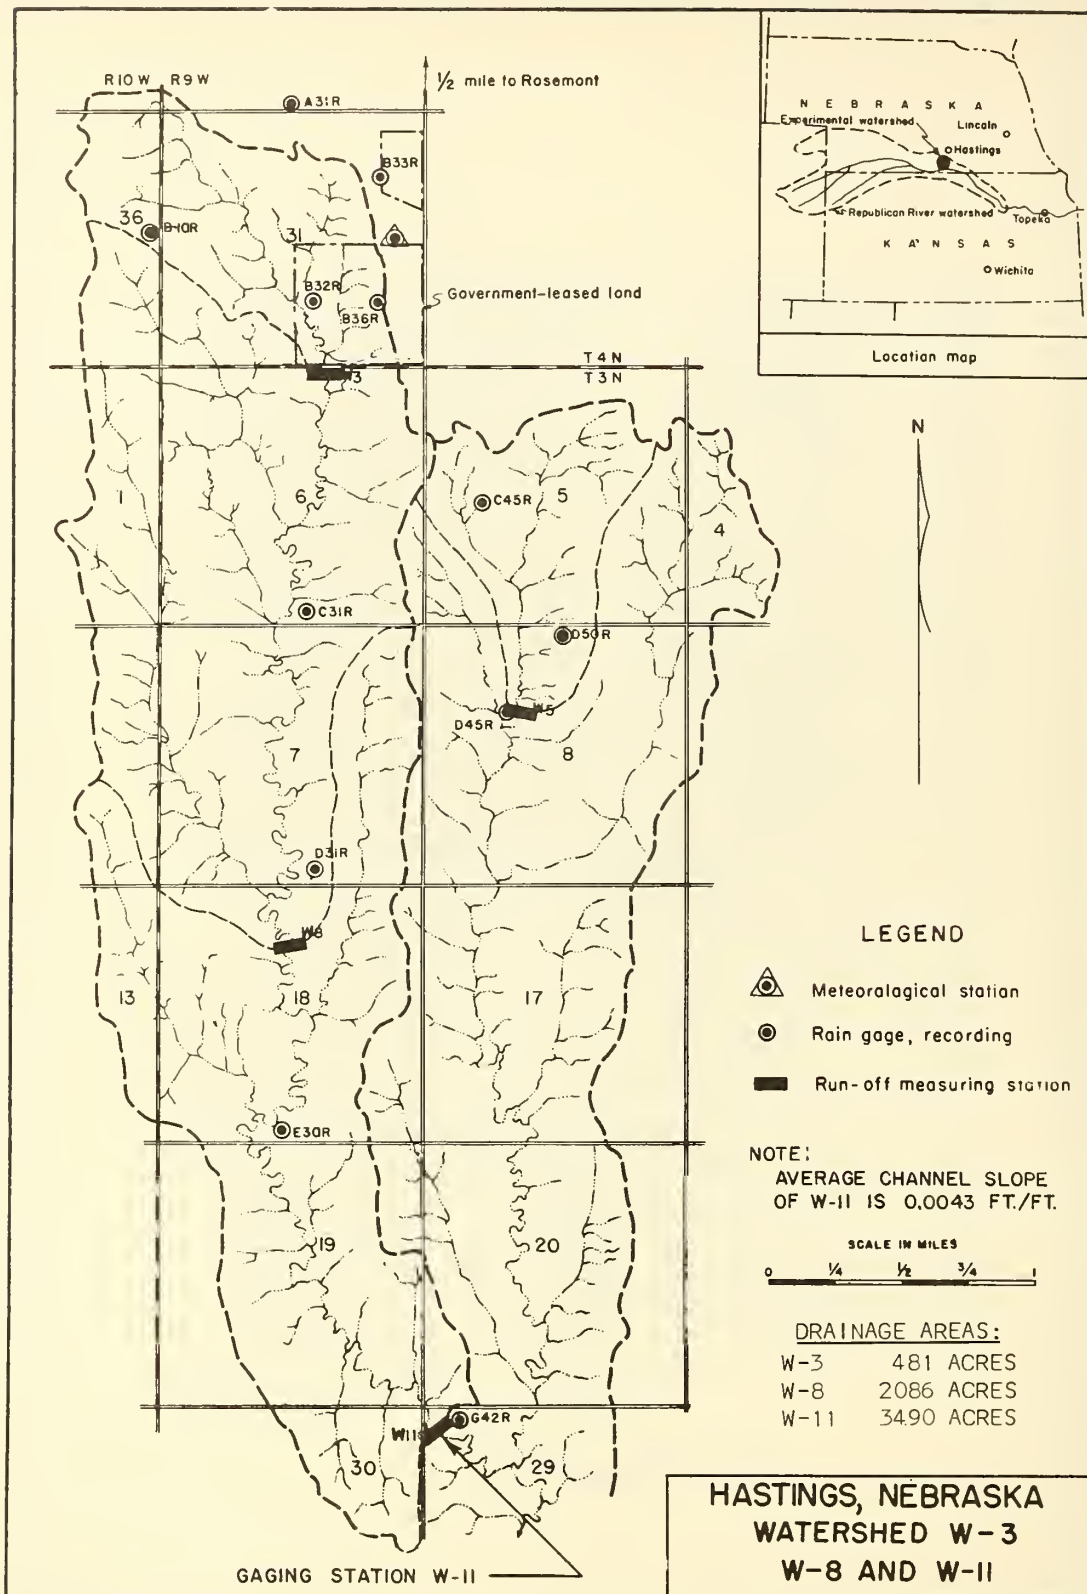 R10W R9W
1/2 mile to Rosemont
A31R
B33R
36
B40R
31
B32R
B36R
Government-leased land
T4N
T3N
3
NEBRASKA
Experimental watershed
Lincoln
Hastings
Republican River watershed
Topeka
KANSAS
Wichita
Location map
N
1
6
C45R
5
4
C31R
D50R
D45R
W5
7
8
D31R
W8
13
18
17
E30R
19
20
W11
G42R
30
29
GAGING STATION W-11
LEGEND
Meteoralagical station
Rain gage, recording
Run-off measuring station
NOTE:
AVERAGE CHANNEL SLOPE
OF W-11 IS 0.0043 FT./FT.
SCALE IN MILES
0 1/4 1/2 3/4 1
DRAINAGE AREAS:
W-3 481 ACRES
W-8 2086 ACRES
W-11 3490 ACRES
HASTINGS, NEBRASKA
WATERSHED W-3
W-8 AND W-11